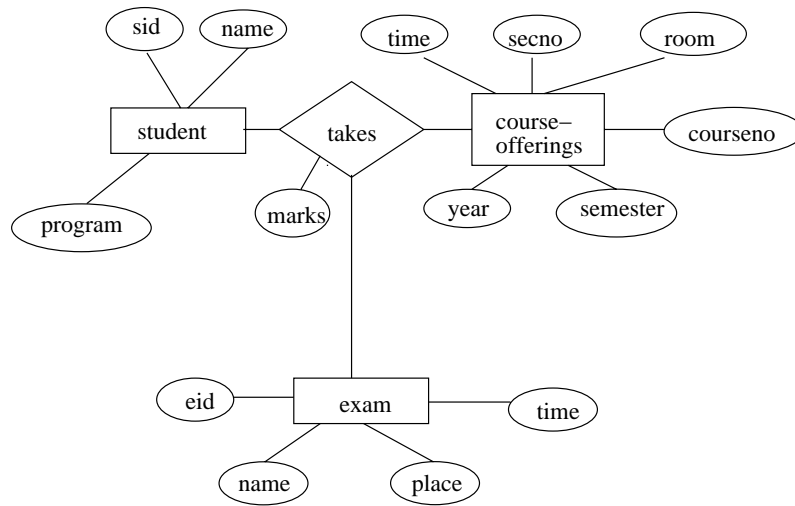 sid
name
time
secno
room
student
takes
course–
offerings
courseno
program
marks
year
semester
eid
exam
time
name
place